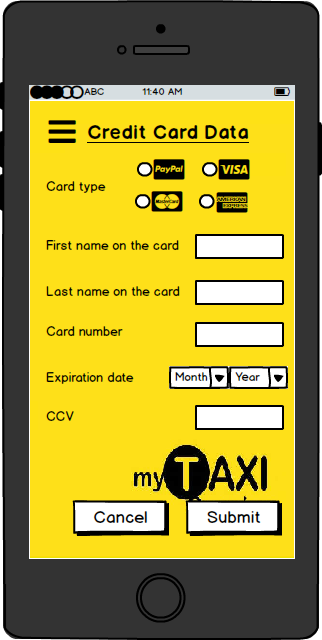 ABC 11:40 AM
Credit Card Data
PayPal VISA
Card type
MasterCard AMERICAN EXPRESS
First name on the card
Last name on the card
Card number
Expiration date Month Year
CCV
myTAXI
Cancel Submit